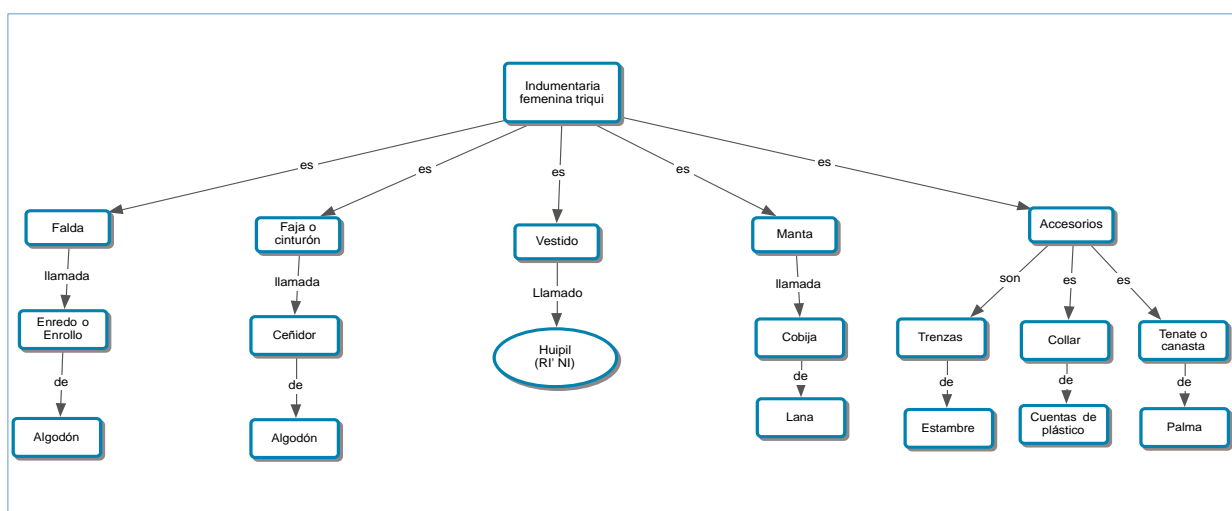 Indumentaria
femenina triqui
es
es
es
es
es
Falda
Faja o
cinturón
Vestido
Manta
Accesorios
llamada
llamada
Llamado
llamada
son
es
es
Enredo o
Enrollo
Ceñidor
Huipil
(RI' NI)
Cobija
Trenzas
Collar
Tenate o
canasta
de
de
de
de
de
de
Algodón
Algodón
Lana
Estambre
Cuentas de
plástico
Palma